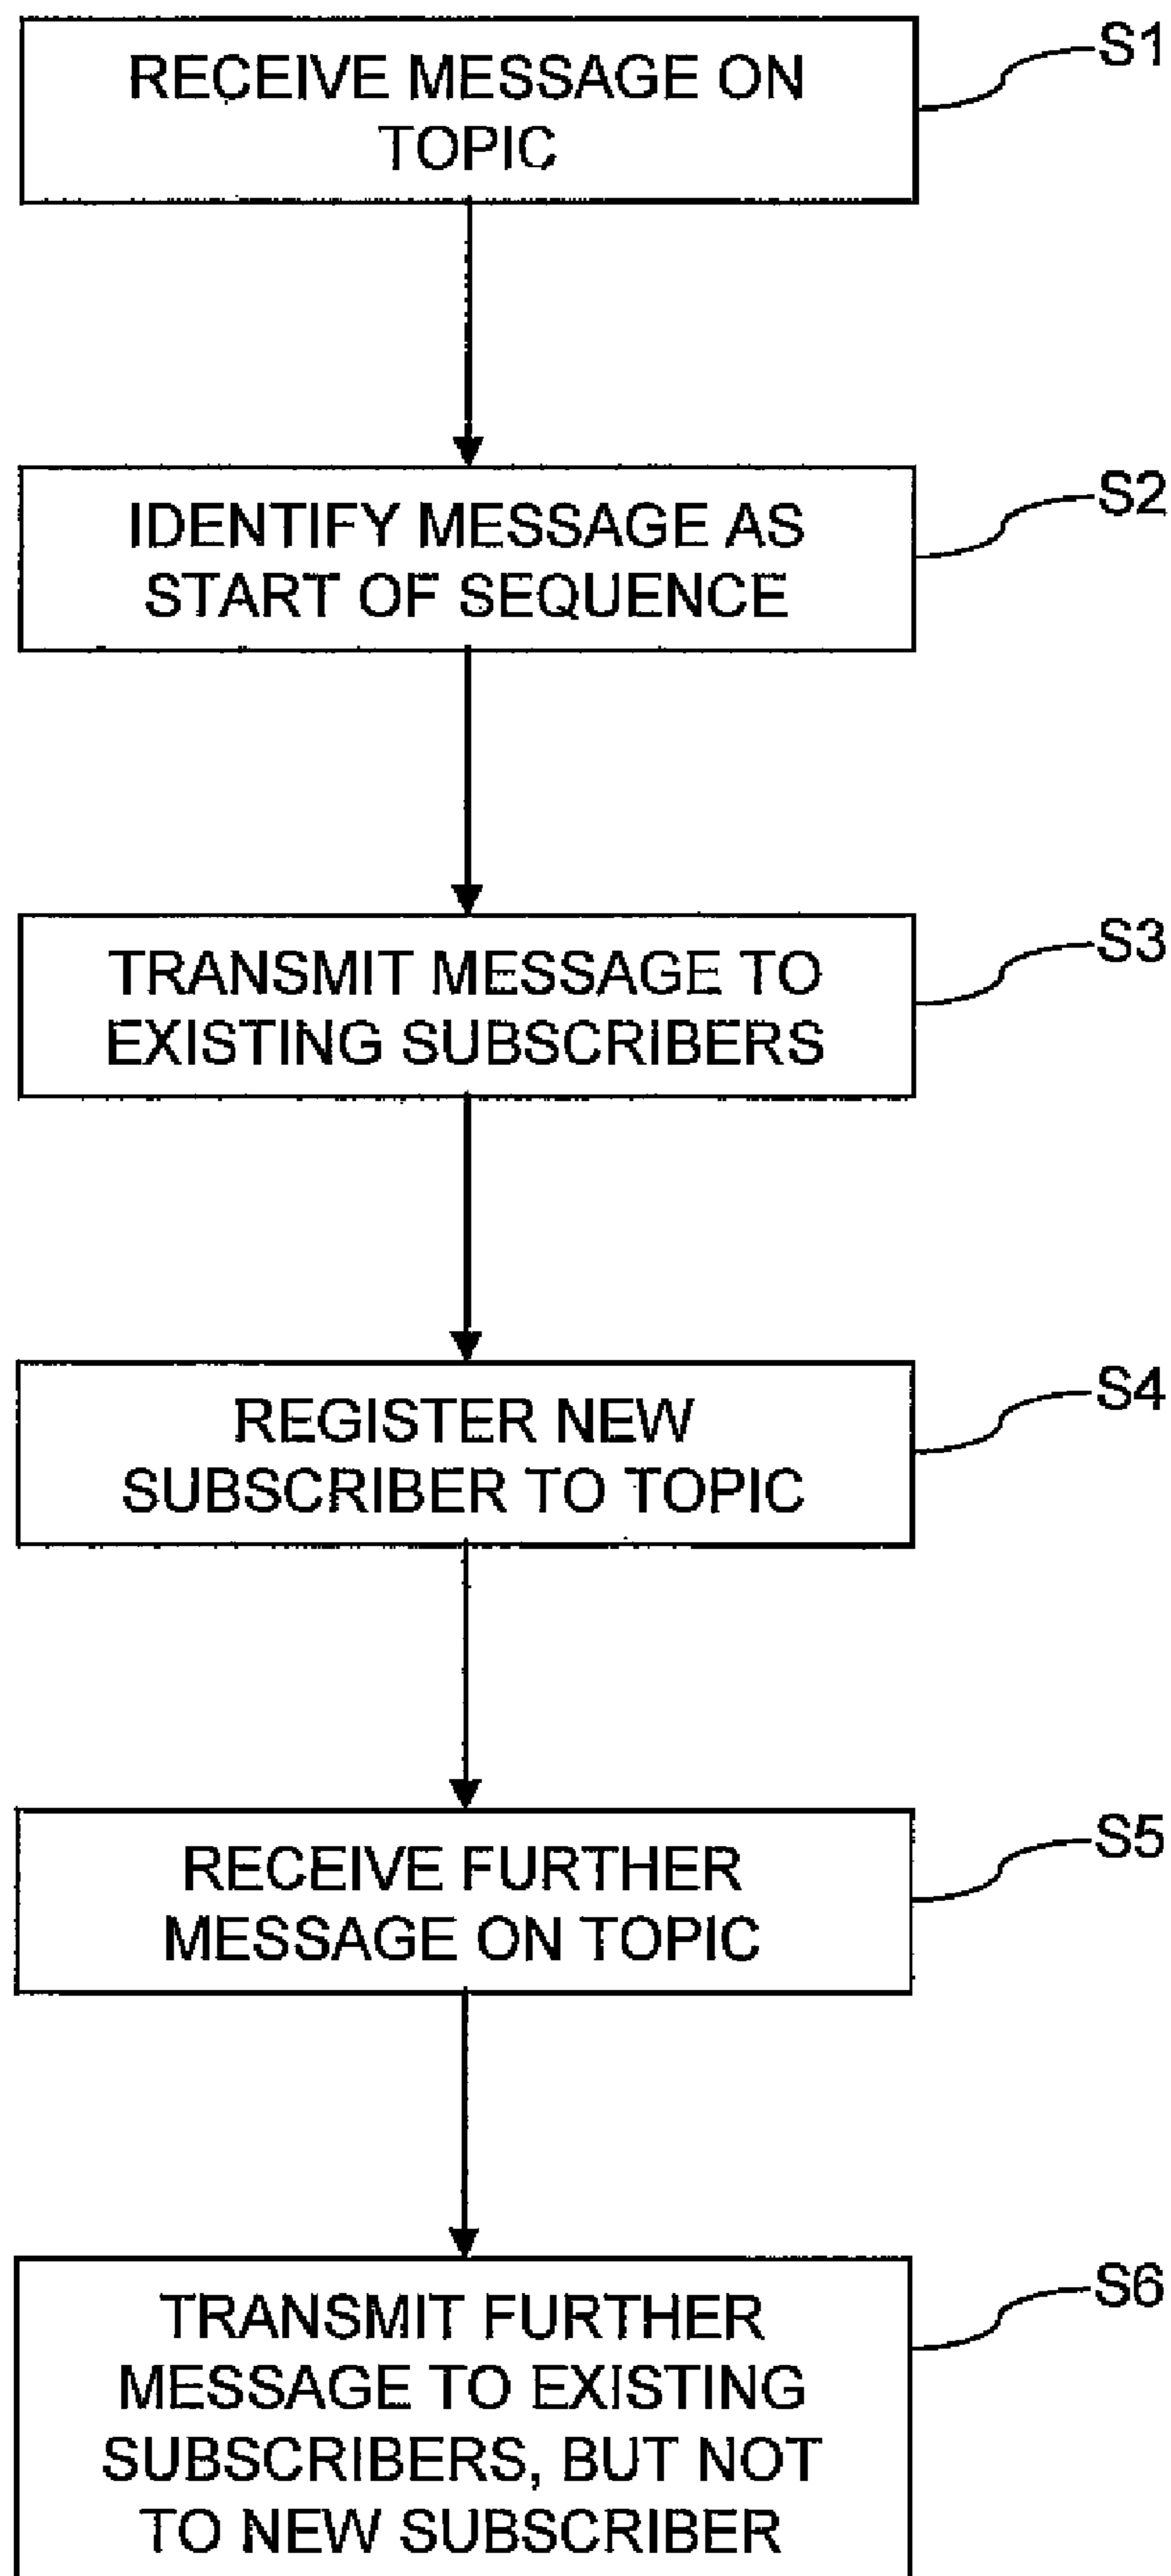 RECEIVE MESSAGE ON
TOPIC
S1
IDENTIFY MESSAGE AS
START OF SEQUENCE
S2
TRANSMIT MESSAGE TO
EXISTING SUBSCRIBERS
S3
REGISTER NEW
SUBSCRIBER TO TOPIC
S4
RECEIVE FURTHER
MESSAGE ON TOPIC
S5
TRANSMIT FURTHER
MESSAGE TO EXISTING
SUBSCRIBERS, BUT NOT
TO NEW SUBSCRIBER
S6